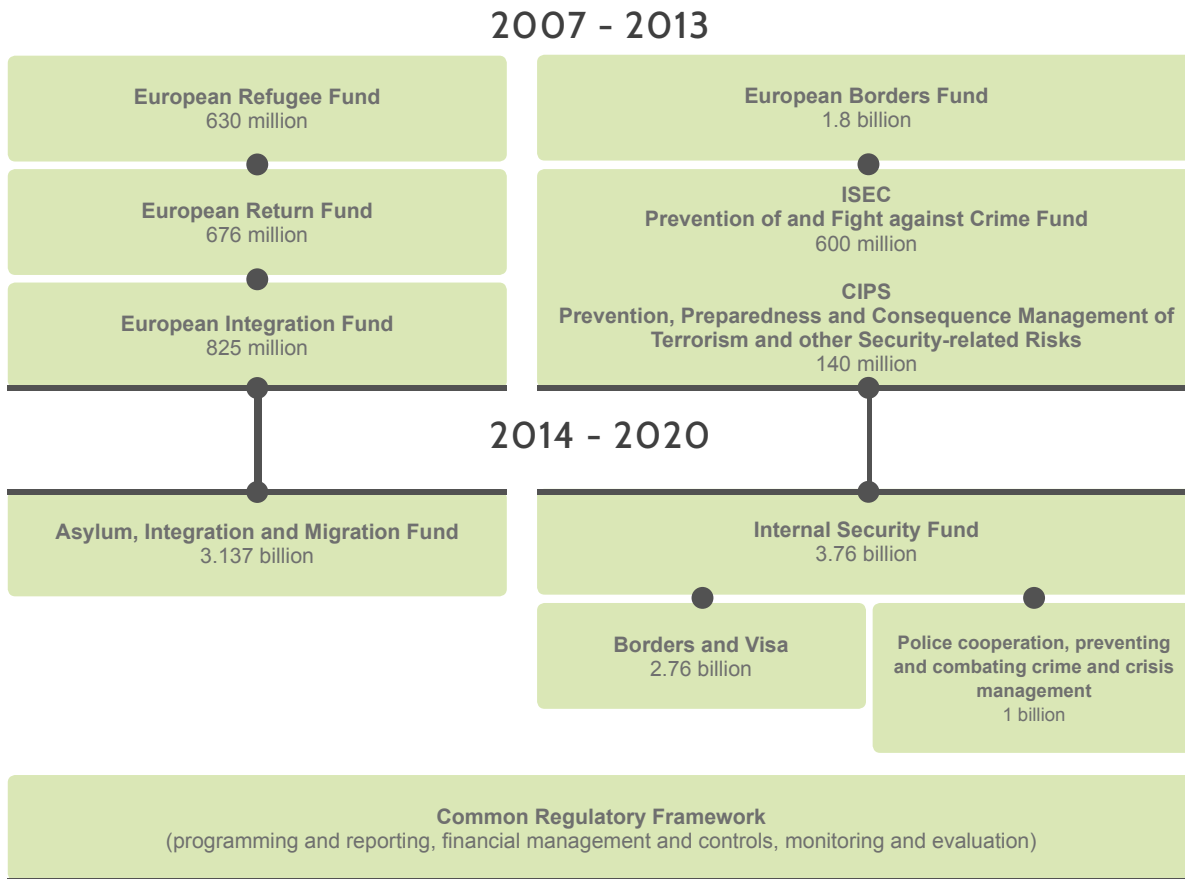 2007 - 2013
European Refugee Fund
630 million
European Return Fund
676 million
European Integration Fund
825 million
European Borders Fund
1.8 billion
ISEC
Prevention of and Fight against Crime Fund
600 million
CIPS
Prevention, Preparedness and Consequence Management of
Terrorism and other Security-related Risks
140 million
2014 - 2020
Asylum, Integration and Migration Fund
3.137 billion
Internal Security Fund
3.76 billion
Borders and Visa
2.76 billion
Police cooperation, preventing
and combating crime and crisis
management
1 billion
Common Regulatory Framework
(programming and reporting, financial management and controls, monitoring and evaluation)